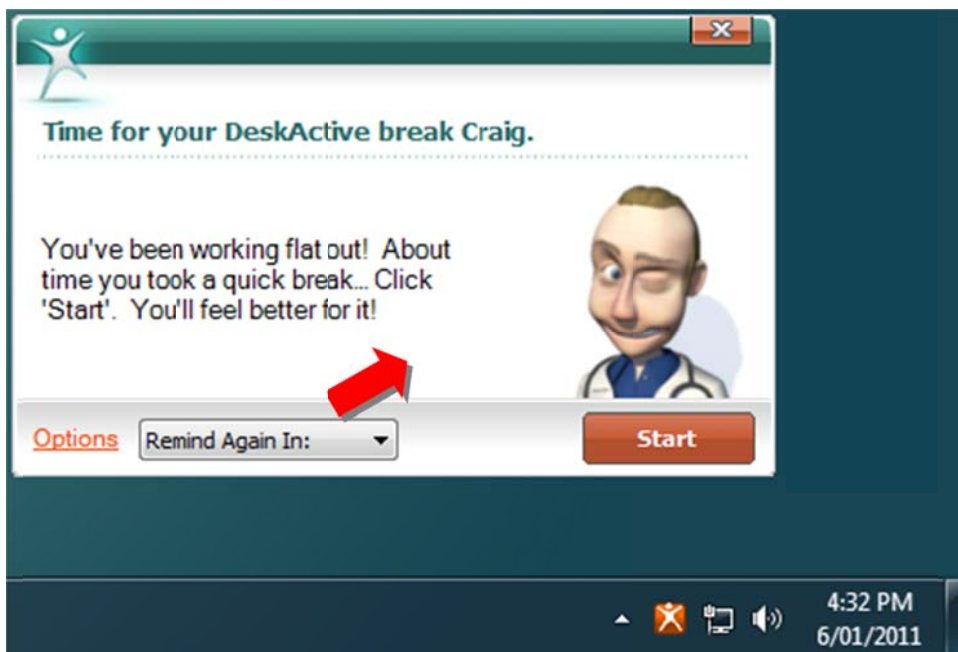 Time for your DeskActive break Craig.
You've been working flat out! About
time you took a quick break... Click
'Start'. You'll feel better for it!
Options
Remind Again In:
Start
4:32 PM
6/01/2011